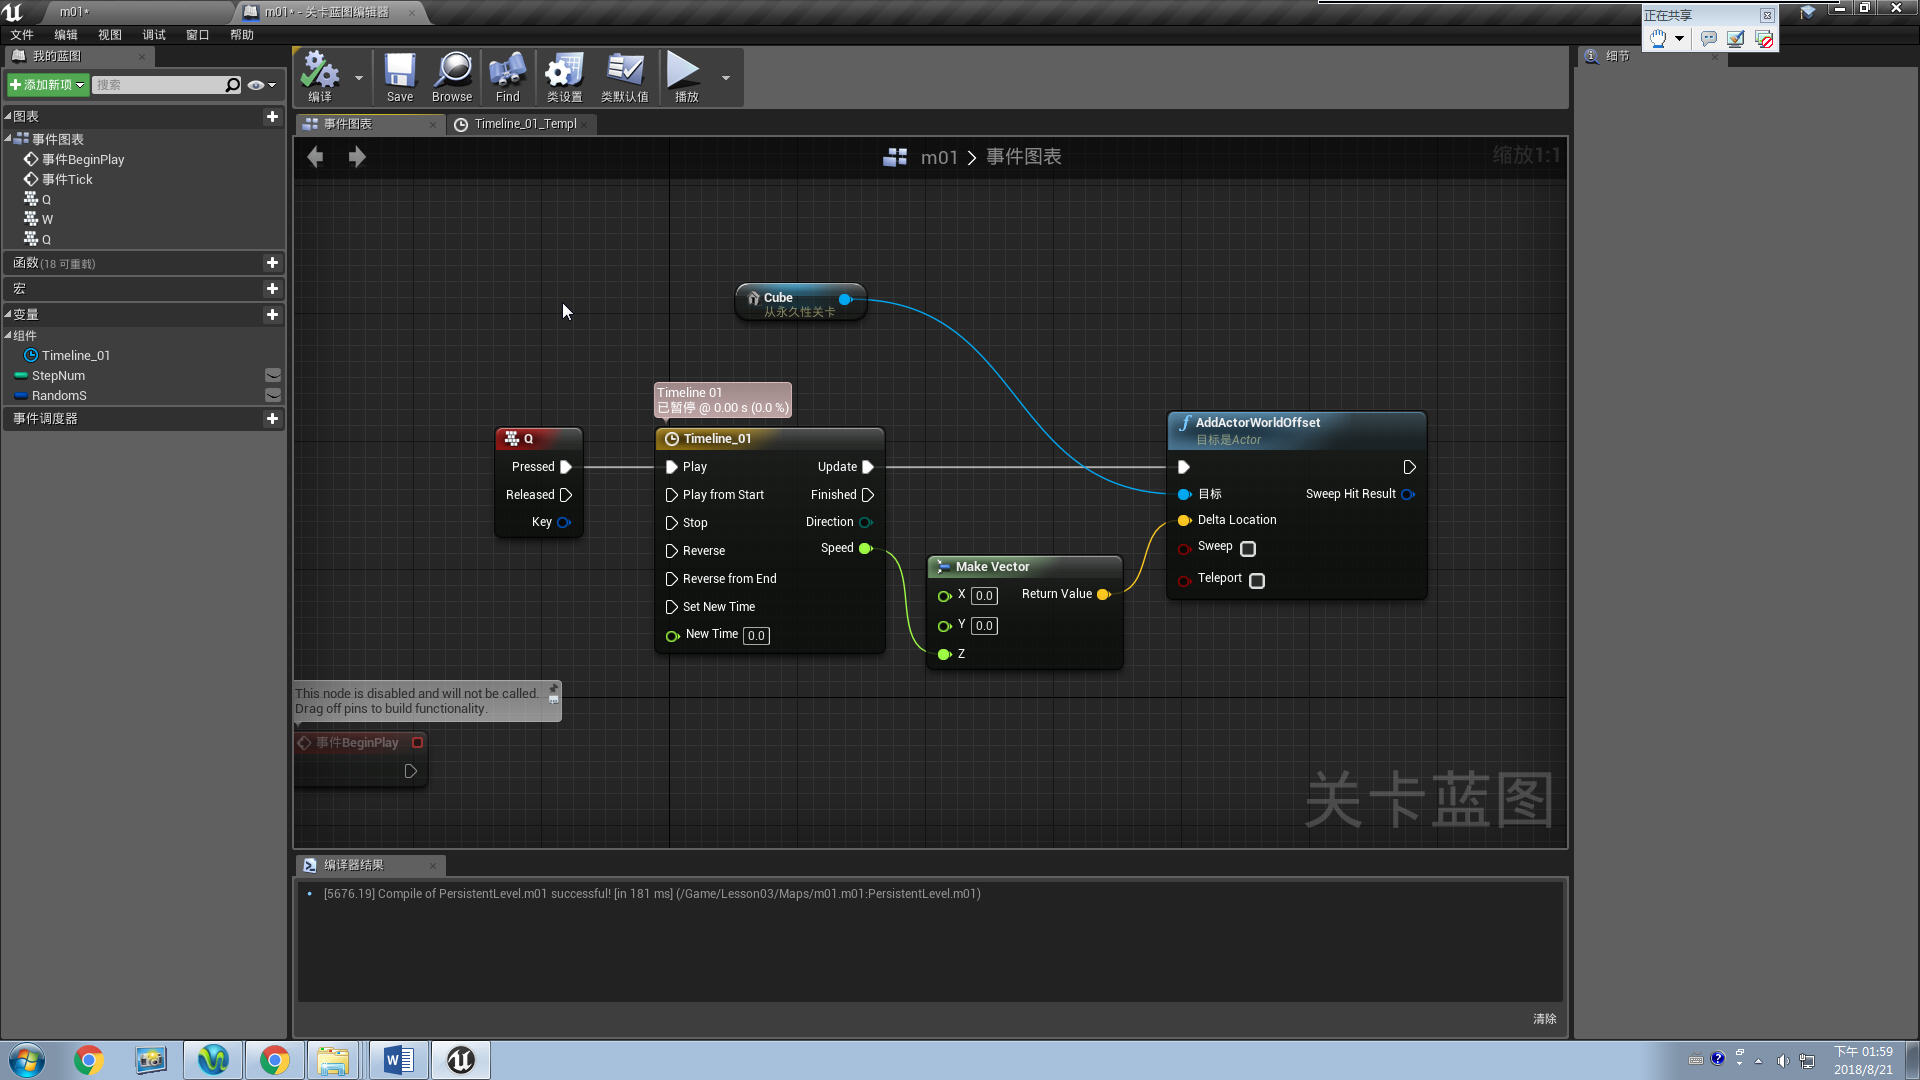 m01*
m01* - 关卡蓝图编辑器
正在共享
文件 编辑 视图 调试 窗口 帮助
我的蓝图
添加新项
搜索
图表
事件图表
事件BeginPlay
事件Tick
Q
W
Q
函数 (18 可重载)
宏
变量
组件
Timeline_01
StepNum
RandomS
事件调度器
编译
Save
Browse
Find
类设置
类默认值
播放
细节
事件图表
Timeline_01_Templ
m01 > 事件图表
缩放1:1
Cube
从永久性关卡
Timeline 01
已暂停 @ 0.00 s (0.0 %)
Q
Pressed
Released
Key
Timeline_01
Play
Play from Start
Stop
Reverse
Reverse from End
Set New Time
New Time 0.0
Update
Finished
Direction
Speed
Make Vector
X 0.0
Y 0.0
Z
Return Value
AddActorWorldOffset
目标是Actor
目标
Delta Location
Sweep
Teleport
Sweep Hit Result
This node is disabled and will not be called.
Drag off pins to build functionality.
事件BeginPlay
关卡蓝图
编译器结果
[5676.19] Compile of PersistentLevel.m01 successful! [in 181 ms] (/Game/Lesson03/Maps/m01.m01:PersistentLevel.m01)
清除
下午 01:59
2018/8/21